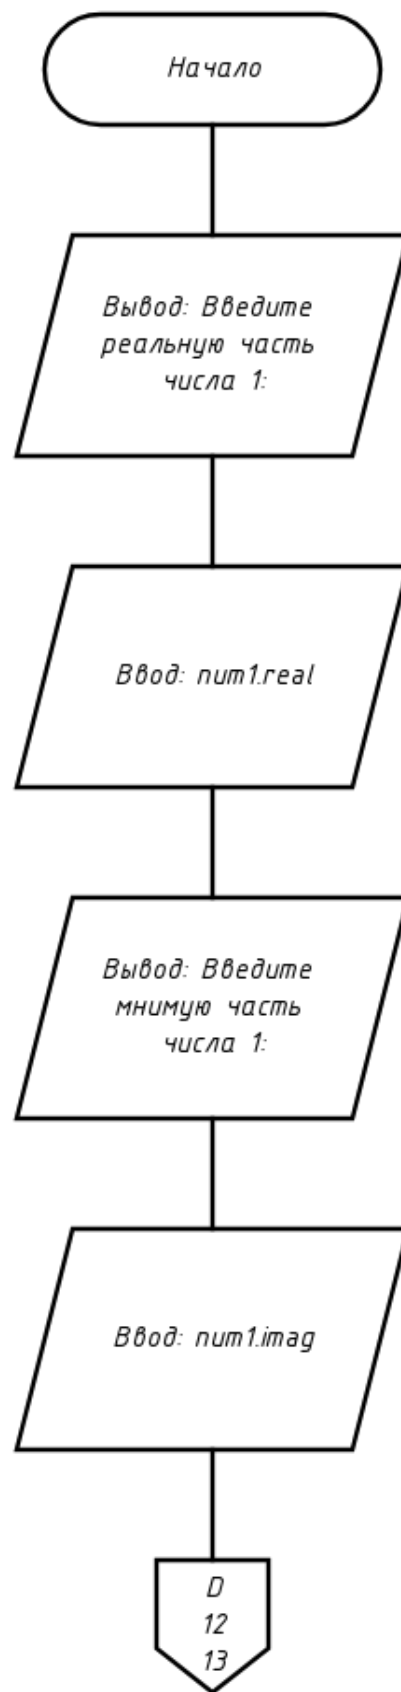 Начало
Вывод: Введите
реальную часть
числа 1:
Ввод: num1.real
Вывод: Введите
мнимую часть
числа 1:
Ввод: num1.imag
D
12
13